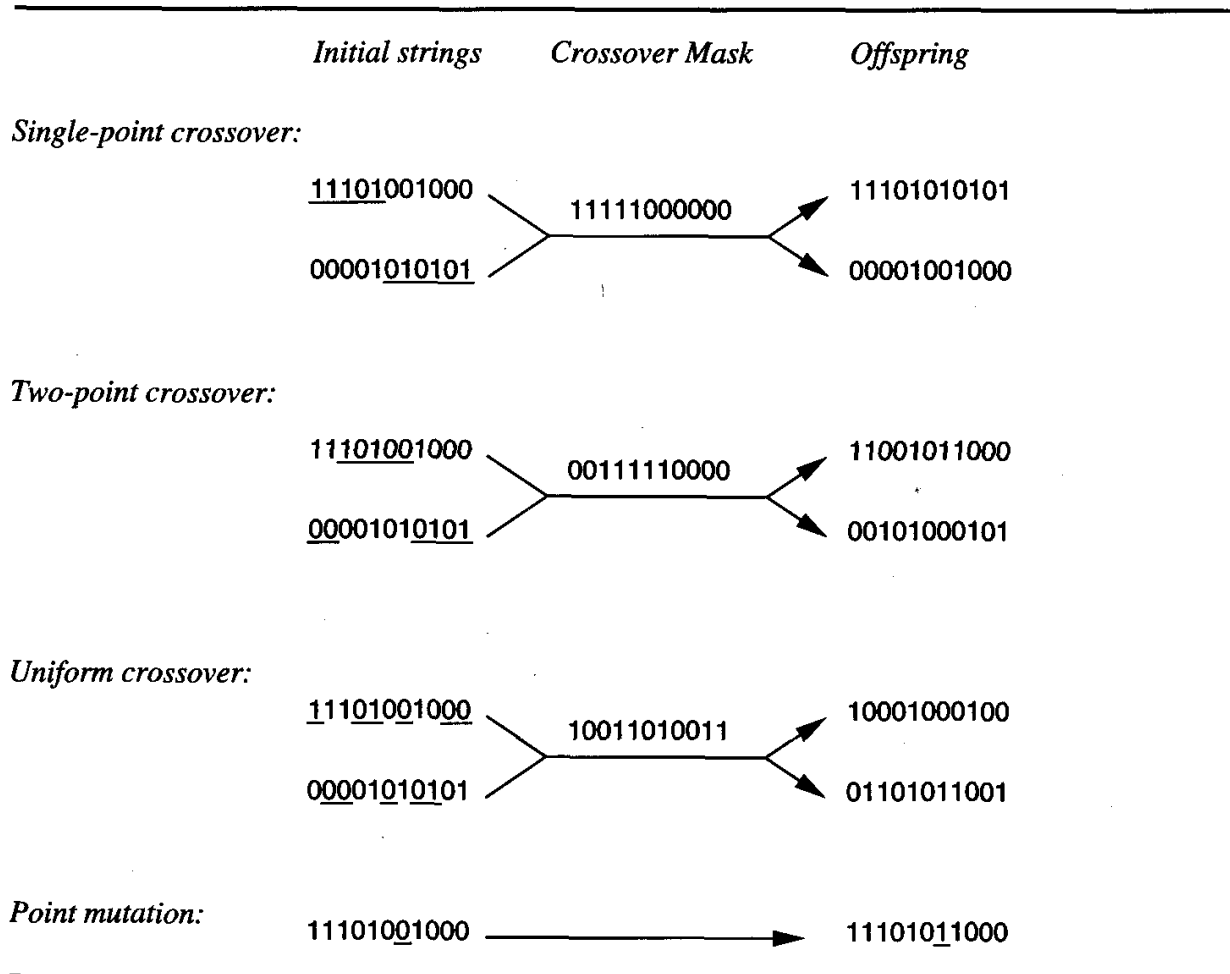 Initial strings Crossover Mask Offspring
Single-point crossover:
11101001000 11111000000 11101010101
00001010101 00001001000
Two-point crossover:
11101001000 00111110000 11001011000
00001010101 00101000101
Uniform crossover:
11101001000 10011010011 10001000100
00001010101 01101011001
Point mutation:
11101001000 11101011000